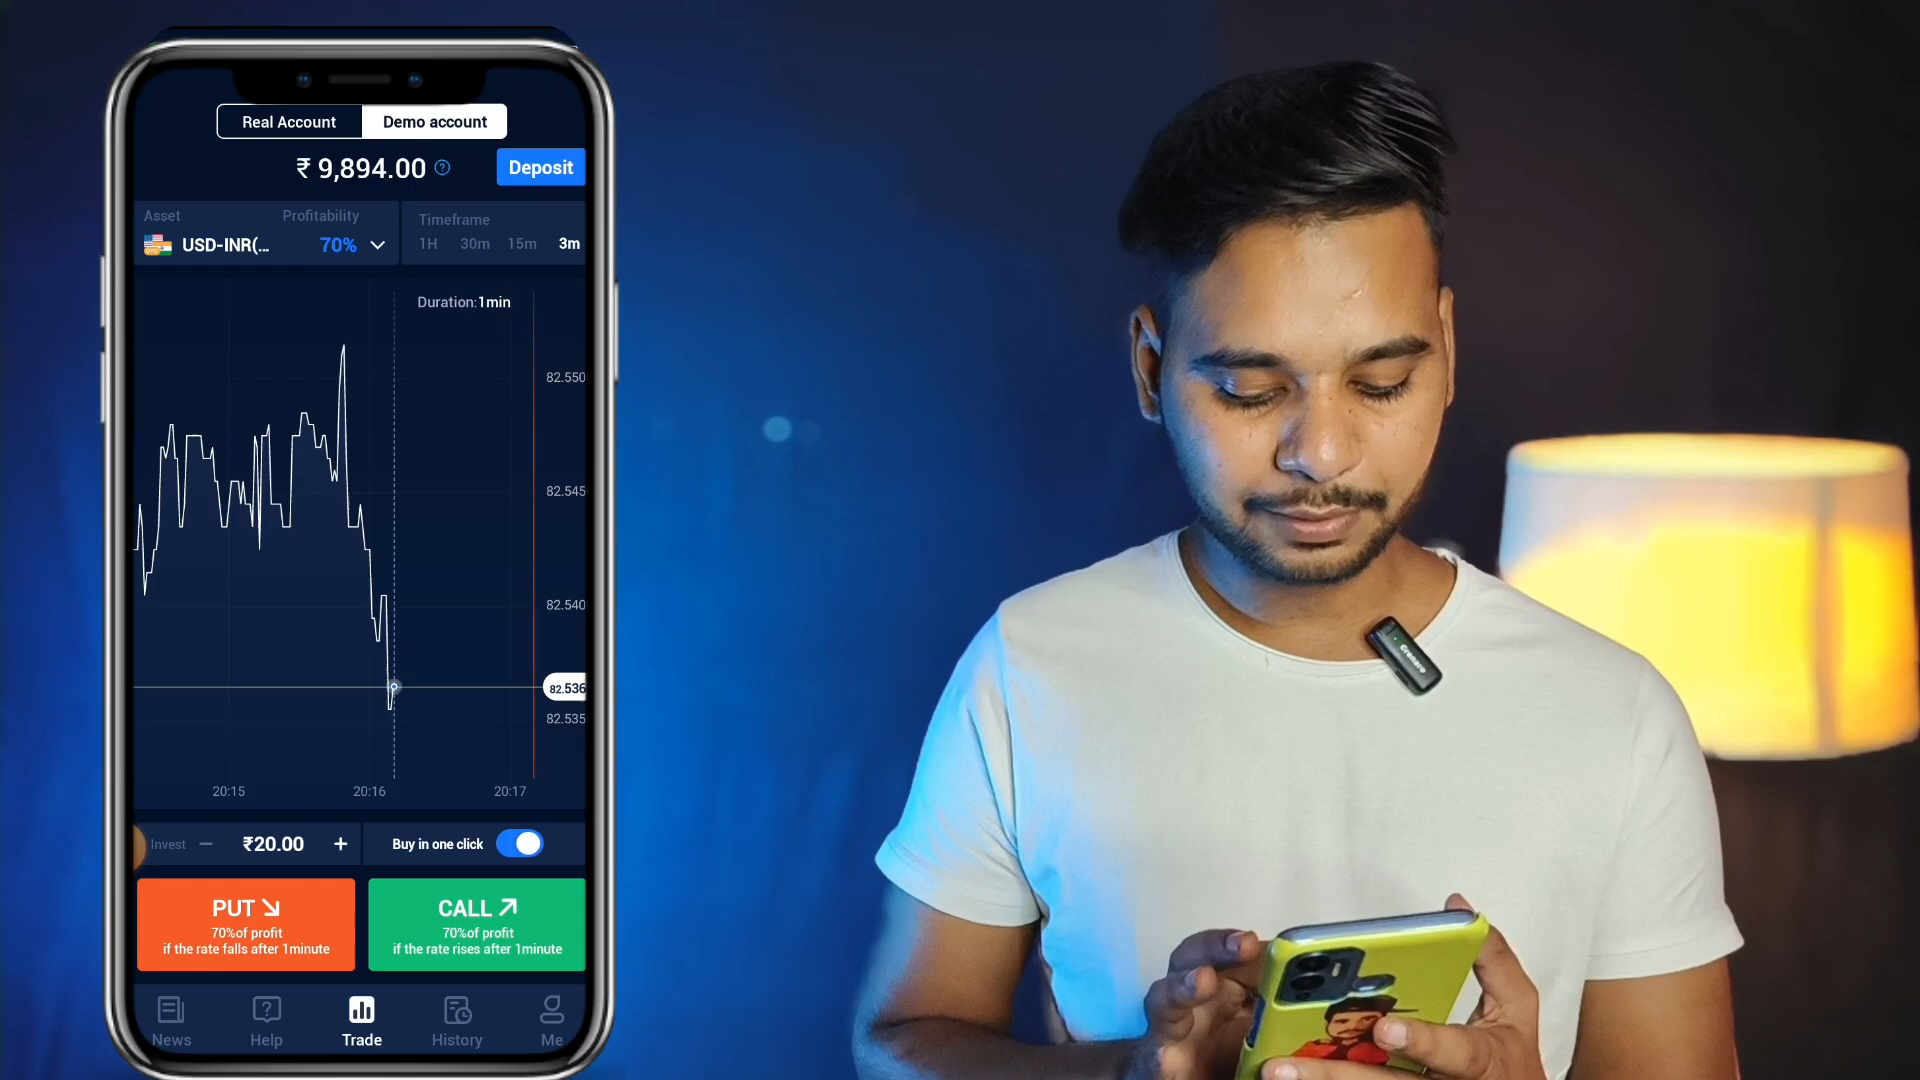 Real Account
Demo account
₹ 9,894.00 ?
Deposit
Asset
Profitability
USD-INR(...
70%
Timeframe
1H 30m 15m 3m
Duration:1min
82.550
82.545
82.540
82.536
82.535
20:15 20:16 20:17
Invest − ₹20.00 +
Buy in one click
PUT
70%of profit
if the rate falls after 1minute
CALL
70%of profit
if the rate rises after 1minute
News
Help
Trade
History
Me